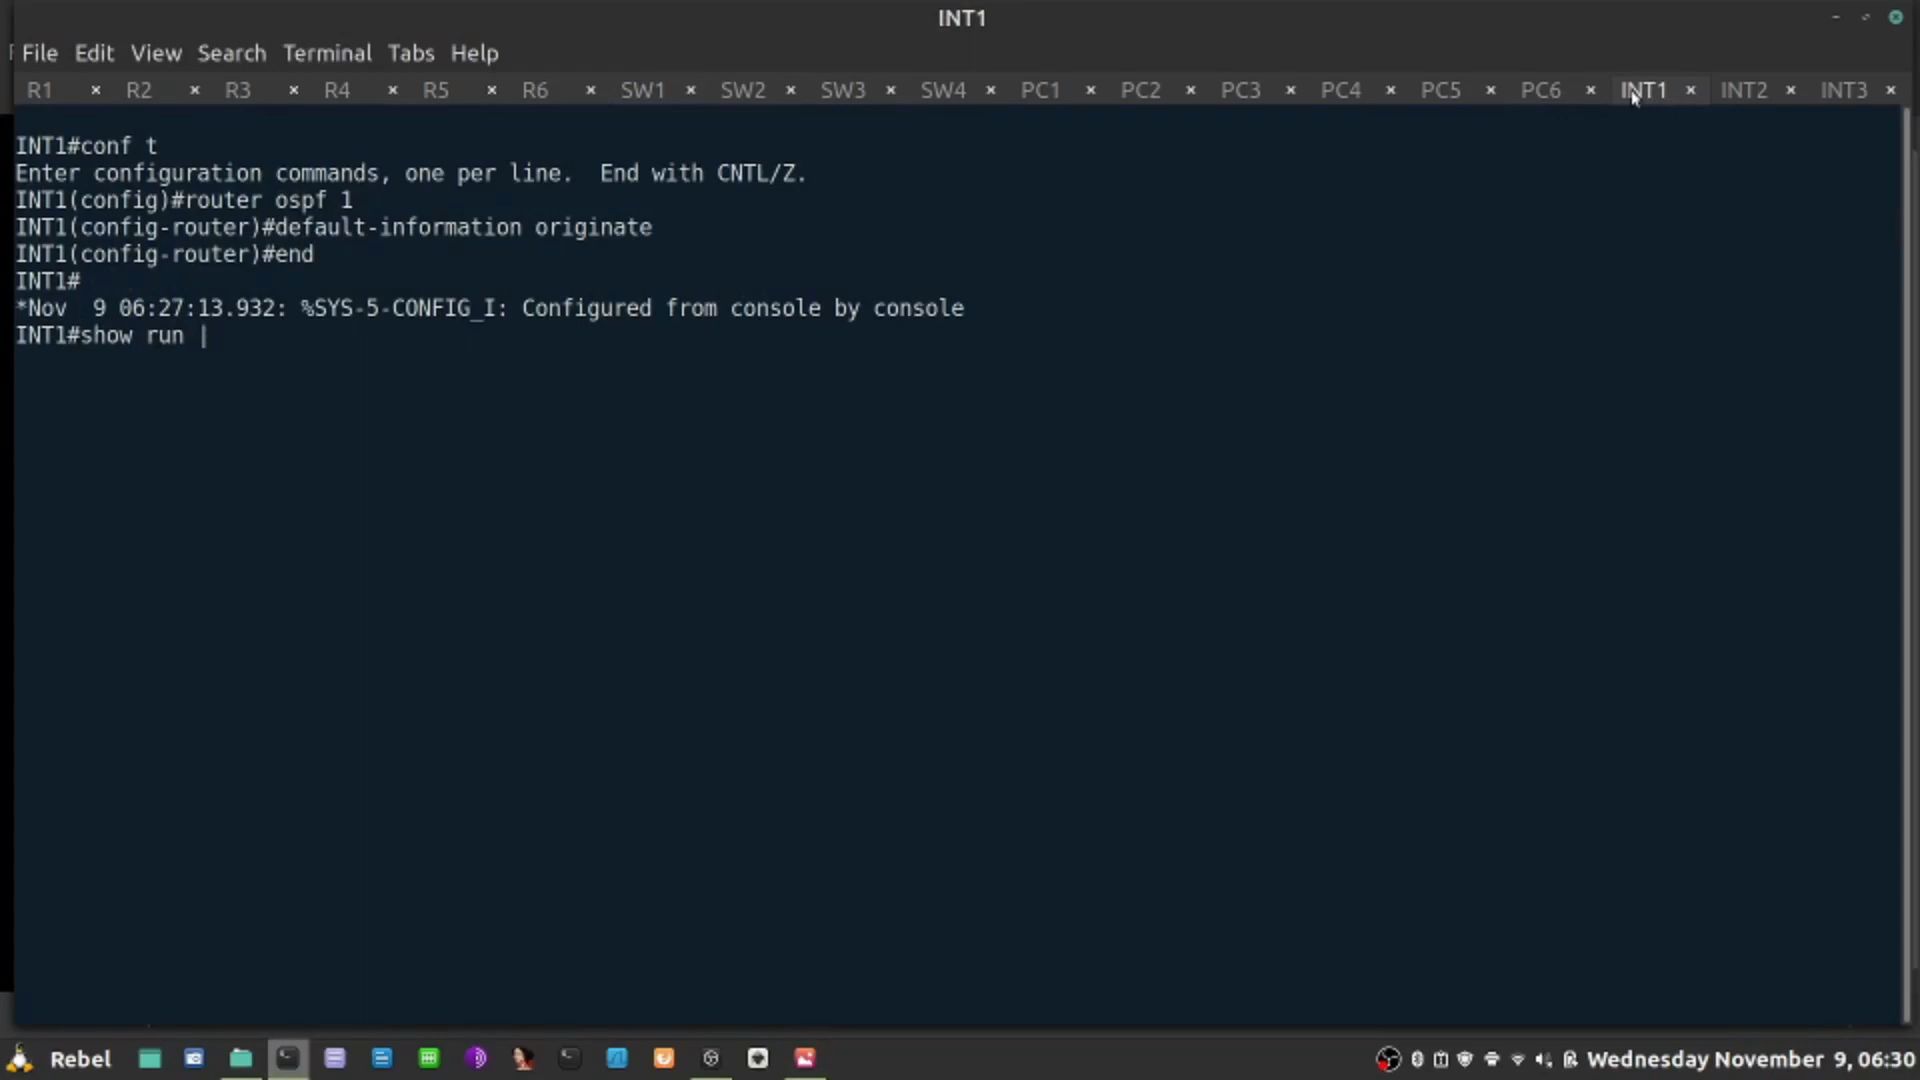 INT1
File Edit View Search Terminal Tabs Help
R1 × R2 × R3 × R4 × R5 × R6 × SW1 × SW2 × SW3 × SW4 × PC1 × PC2 × PC3 × PC4 × PC5 × PC6 × INT1 × INT2 × INT3 ×
INT1#conf t
Enter configuration commands, one per line.  End with CNTL/Z.
INT1(config)#router ospf 1
INT1(config-router)#default-information originate
INT1(config-router)#end
INT1#
*Nov  9 06:27:13.932: %SYS-5-CONFIG_I: Configured from console by console
INT1#show run |
Rebel
Wednesday November  9, 06:30